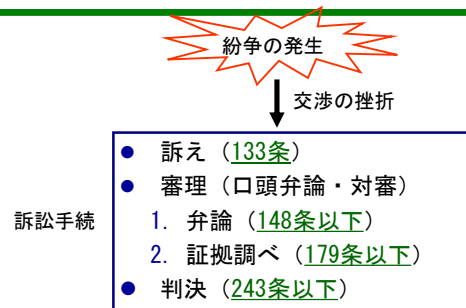 紛争の発生
交渉の挫折
訴訟手続
● 訴え（133条）
● 審理（口頭弁論・対審）
1. 弁論（148条以下）
2. 証拠調べ（179条以下）
● 判決（243条以下）